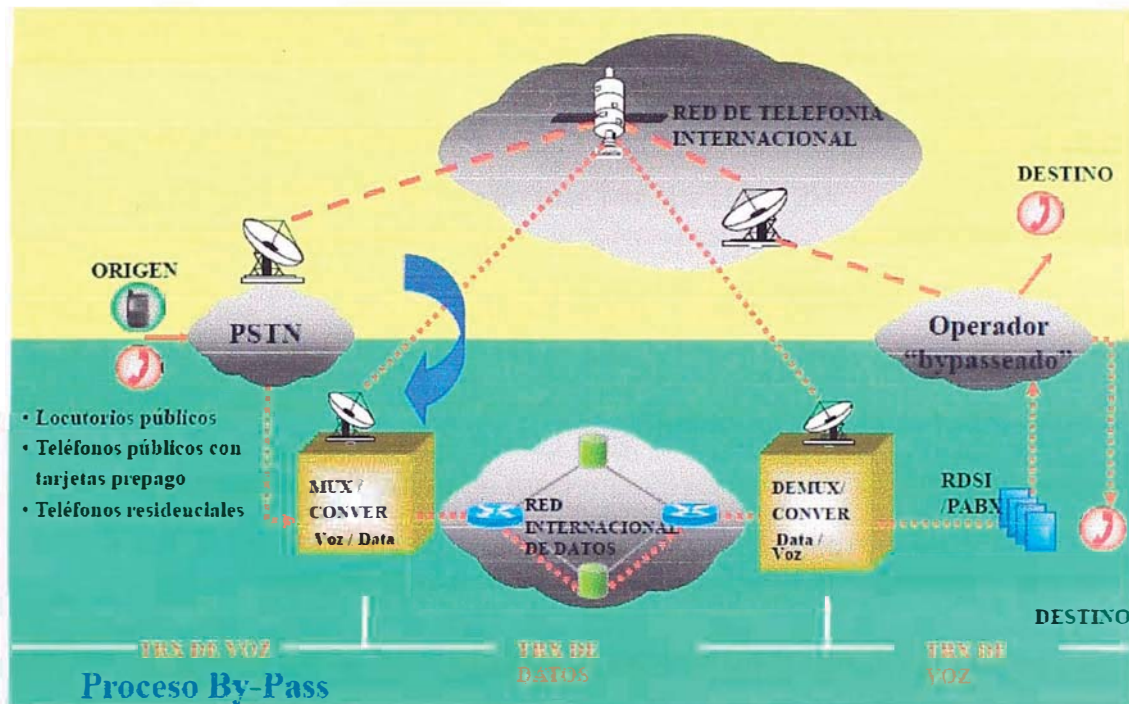 RED DE TELEFONIA
INTERNACIONAL
DESTINO
ORIGEN
PSTN
Operador
"bypasseado"
• Locutorios públicos
• Teléfonos públicos con
tarjetas prepago
• Teléfonos residenciales
MUX /
CONVER
Voz / Data
RED
INTERNACIONAL
DE DATOS
DEMUX/
CONVER
Data /
Voz
RDSI
/PABX
DESTINO
TRX DE VOZ
TRX DE
DATOS
TRX DE
VOZ
Proceso By-Pass